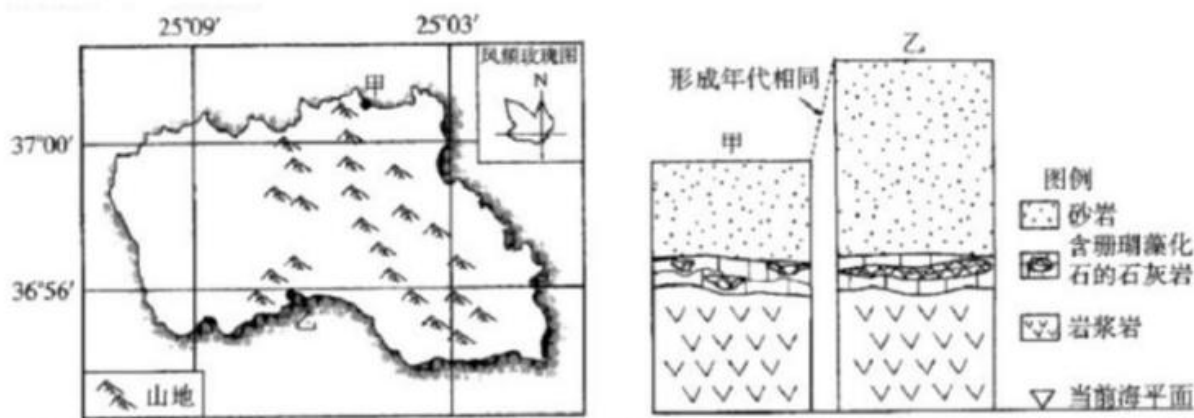 25°09′ 25°03′
风频玫瑰图
N
甲
37°00′
36°56′
乙
山地
形成年代相同
甲
乙
图例
砂岩
含珊瑚藻化
石的石灰岩
岩浆岩
当前海平面